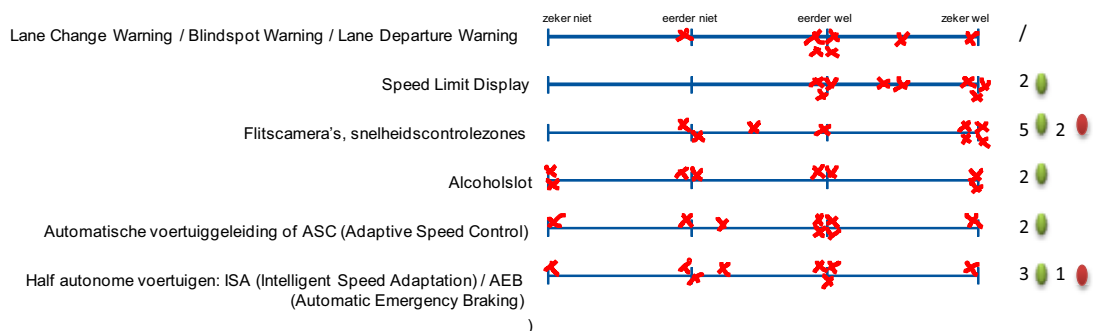 zeker niet eerder niet eerder wel zeker wel
Lane Change Warning / Blindspot Warning / Lane Departure Warning /
Speed Limit Display 2
Flitscamera's, snelheidscontrolezones 5 2
Alcoholslot 2
Automatische voertuiggeleiding of ASC (Adaptive Speed Control) 2
Half autonome voertuigen: ISA (Intelligent Speed Adaptation) / AEB 3 1
(Automatic Emergency Braking)
)